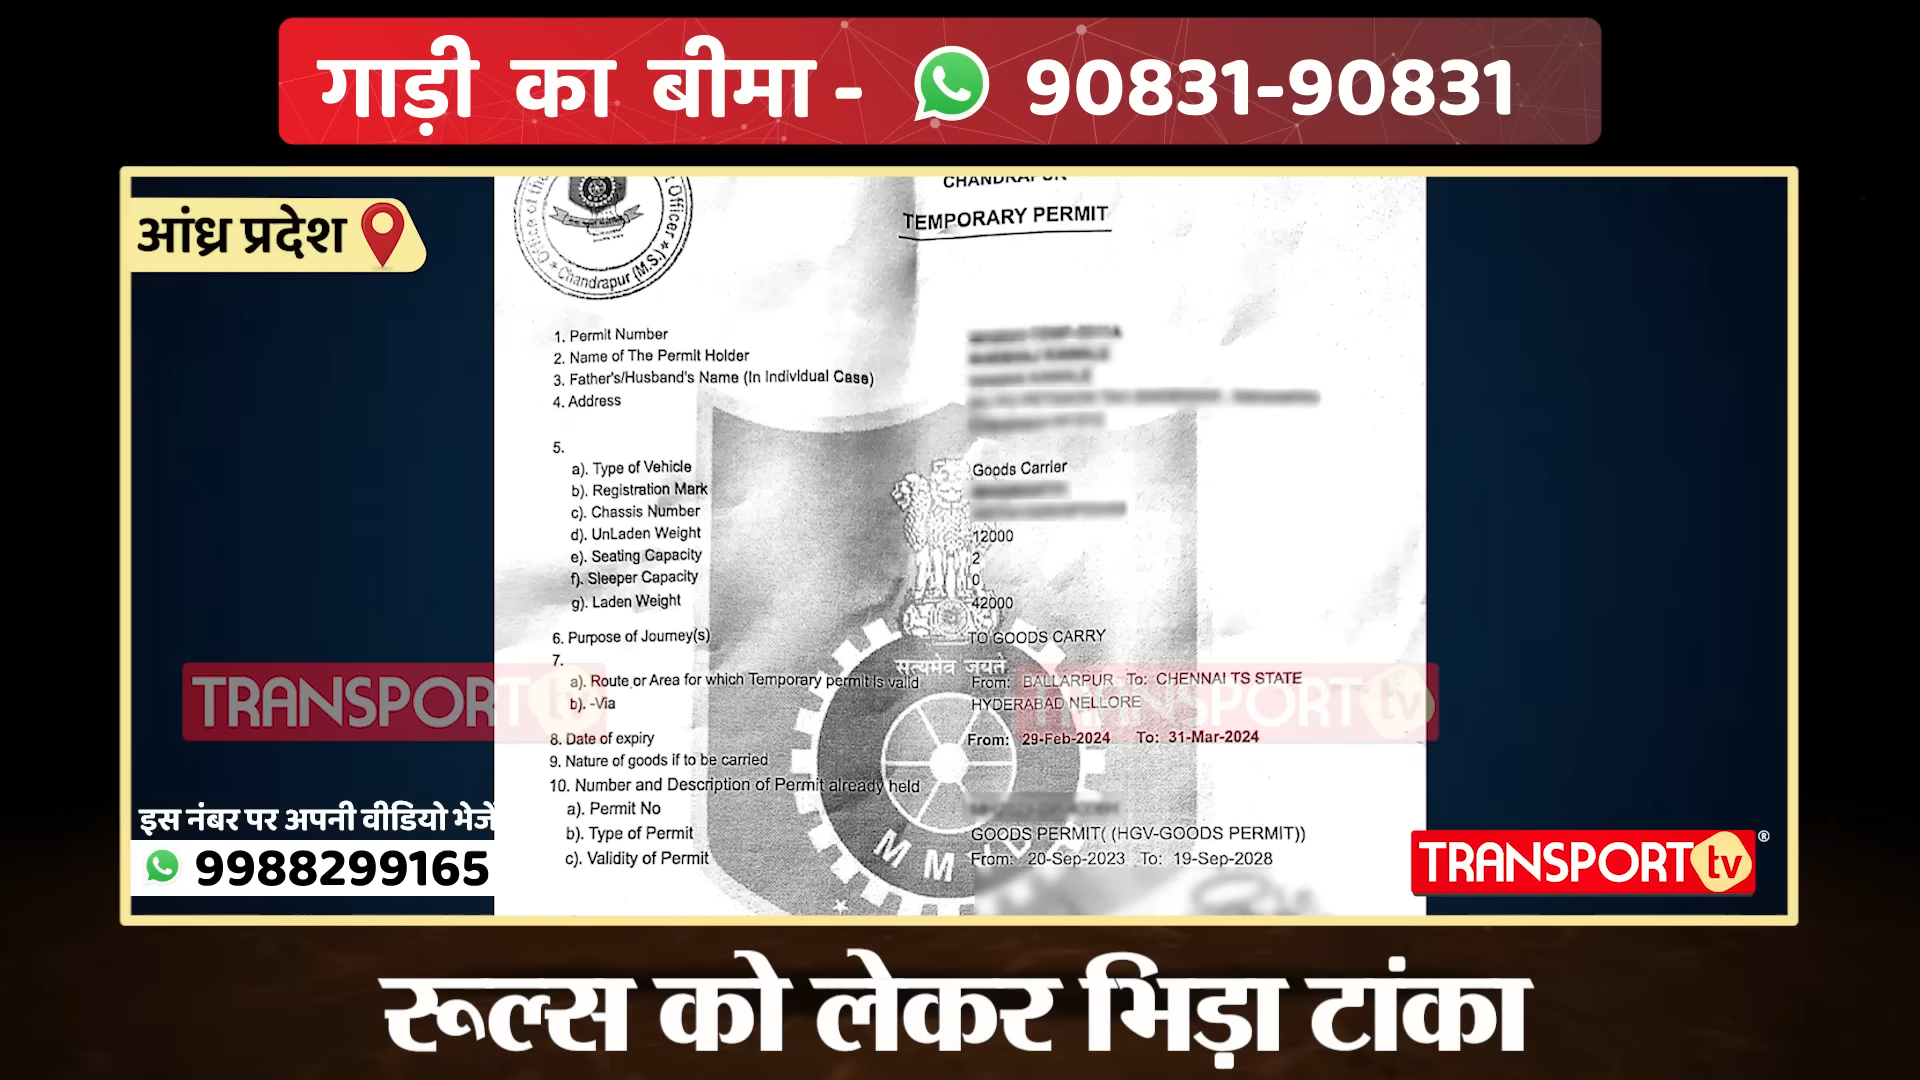 गाड़ी का बीमा - 90831-90831
आंध्र प्रदेश
CHANDRAPUR
TEMPORARY PERMIT
Chandrapur (M.S.)
1. Permit Number
2. Name of The Permit Holder
3. Father's/Husband's Name (In Individual Case)
4. Address
5.
a). Type of Vehicle Goods Carrier
b). Registration Mark
c). Chassis Number
d). UnLaden Weight 12000
e). Seating Capacity 2
f). Sleeper Capacity 0
g). Laden Weight 42000
6. Purpose of Journey(s) TO GOODS CARRY
सत्यमेव जयते
7.
a). Route or Area for which Temporary permit is valid From: BALLARPUR To: CHENNAI TS STATE
b). -Via HYDERABAD NELLORE
TRANSPORT tv
TRANSPORT tv
8. Date of expiry From: 29-Feb-2024 To: 31-Mar-2024
9. Nature of goods if to be carried
10. Number and Description of Permit already held
a). Permit No
b). Type of Permit GOODS PERMIT( (HGV-GOODS PERMIT))
c). Validity of Permit From: 20-Sep-2023 To: 19-Sep-2028
इस नंबर पर अपनी वीडियो भेजें
9988299165
TRANSPORT tv ®
रूल्स को लेकर भिड़ा टांका